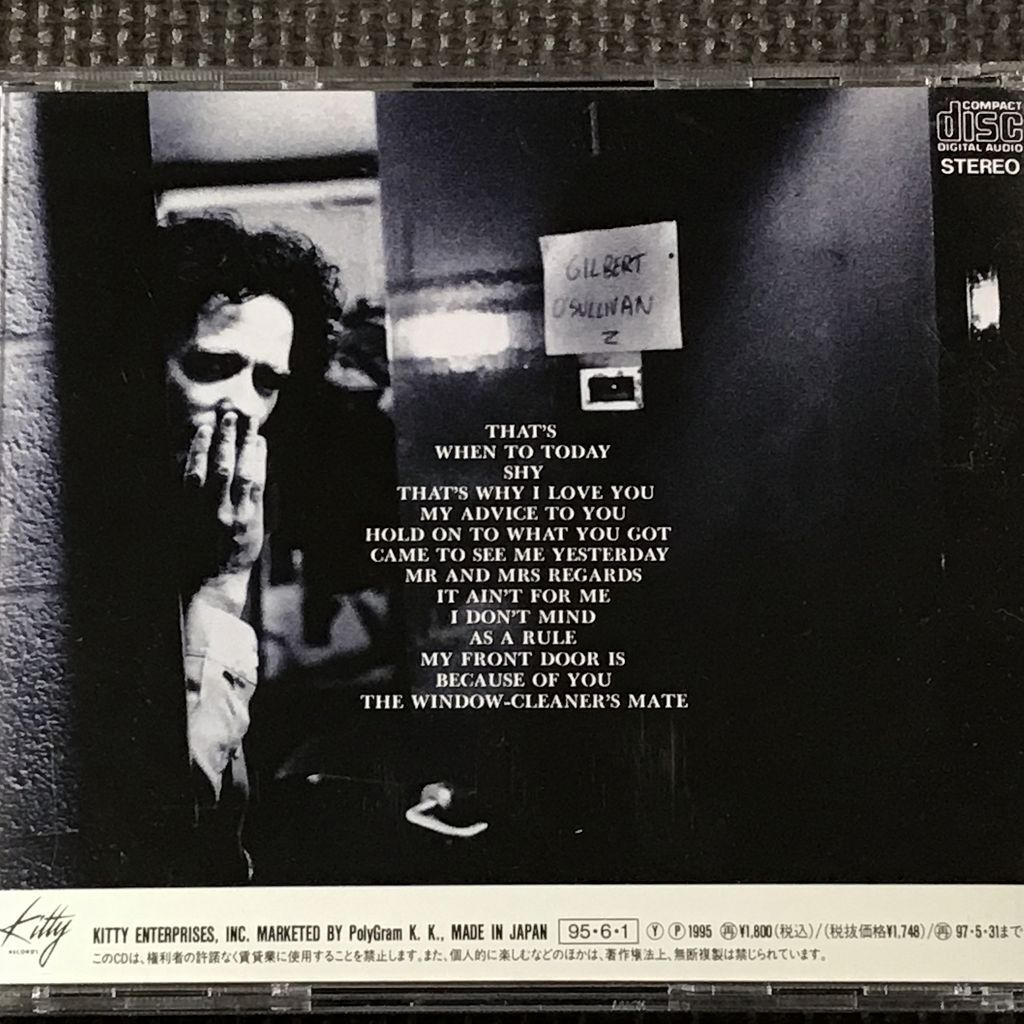 COMPACT
disc
DIGITAL AUDIO
STEREO
GILBERT
O'SULLIVAN
2
THAT'S
WHEN TO TODAY
SHY
THAT'S WHY I LOVE YOU
MY ADVICE TO YOU
HOLD ON TO WHAT YOU GOT
CAME TO SEE ME YESTERDAY
MR AND MRS REGARDS
IT AIN'T FOR ME
I DON'T MIND
AS A RULE
MY FRONT DOOR IS
BECAUSE OF YOU
THE WINDOW-CLEANER'S MATE
Kitty
RECORDS
KITTY ENTERPRISES, INC. MARKETED BY PolyGram K. K., MADE IN JAPAN 95・6・1 Ⓨ Ⓟ 1995 ㊢¥1,800(税込)/(税抜価格¥1,748)/㊢ 97・5・31まで
このCDは、権利者の許諾なく賃貸業に使用することを禁止します。また、個人的に楽しむなどのほかは、著作権法上、無断複製は禁じられています。